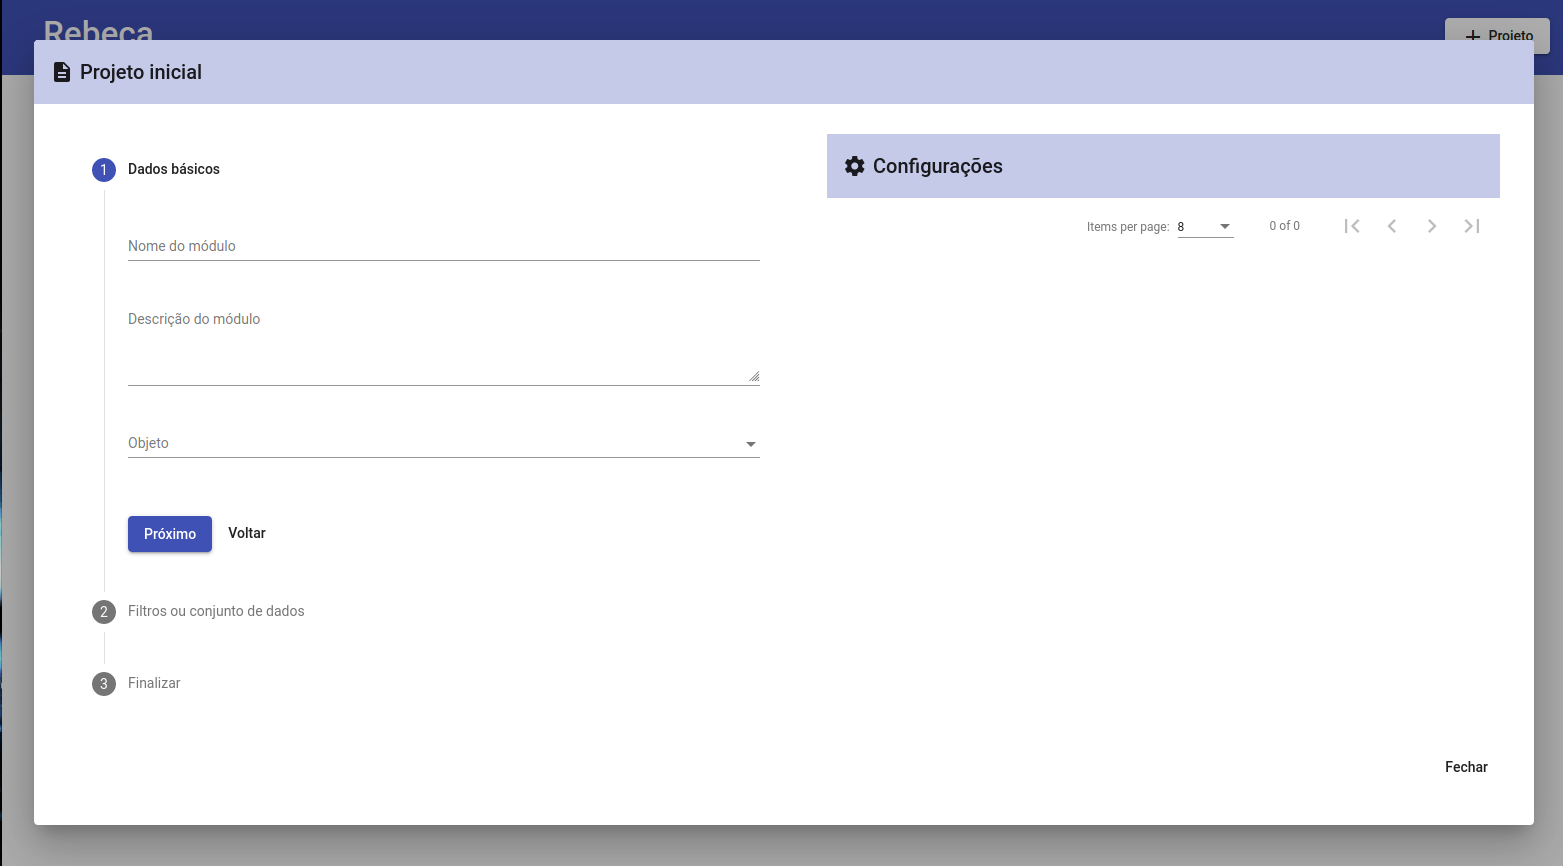 Rebeca
Projeto
Projeto inicial
1 Dados básicos
Nome do módulo
Descrição do módulo
Objeto
Próximo Voltar
2 Filtros ou conjunto de dados
3 Finalizar
Configurações
Items per page: 8 0 of 0
Fechar